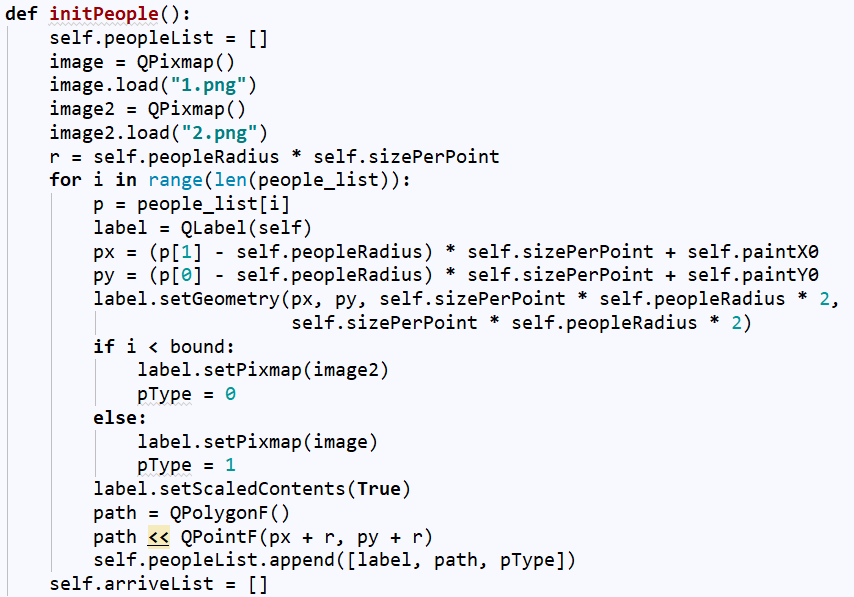 def initPeople():
    self.peopleList = []
    image = QPixmap()
    image.load("1.png")
    image2 = QPixmap()
    image2.load("2.png")
    r = self.peopleRadius * self.sizePerPoint
    for i in range(len(people_list)):
        p = people_list[i]
        label = QLabel(self)
        px = (p[1] - self.peopleRadius) * self.sizePerPoint + self.paintX0
        py = (p[0] - self.peopleRadius) * self.sizePerPoint + self.paintY0
        label.setGeometry(px, py, self.sizePerPoint * self.peopleRadius * 2,
                          self.sizePerPoint * self.peopleRadius * 2)
        if i < bound:
            label.setPixmap(image2)
            pType = 0
        else:
            label.setPixmap(image)
            pType = 1
        label.setScaledContents(True)
        path = QPolygonF()
        path << QPointF(px + r, py + r)
        self.peopleList.append([label, path, pType])
    self.arriveList = []